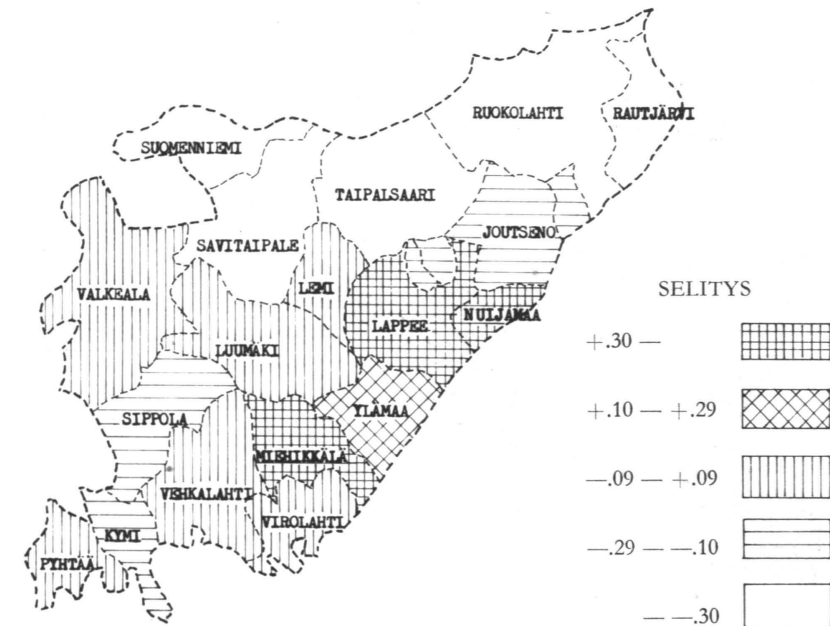 RUOKOLAHTI
RAUTJÄRVI
SUOMENNIEMI
TAIPALSAARI
JOUTSENO
SAVITAIPALE
VALKEALA
LEMI
NUIJAMAA
LAPPEE
LUUMÄKI
SIPPOLA
YLÄMAA
MIEHIKKÄLÄ
VEHKALAHTI
VIROLAHTI
KYMI
PYHTÄÄ
SELITYS
+.30 —
+.10 — +.29
—.09 — +.09
—.29 — —.10
— —.30